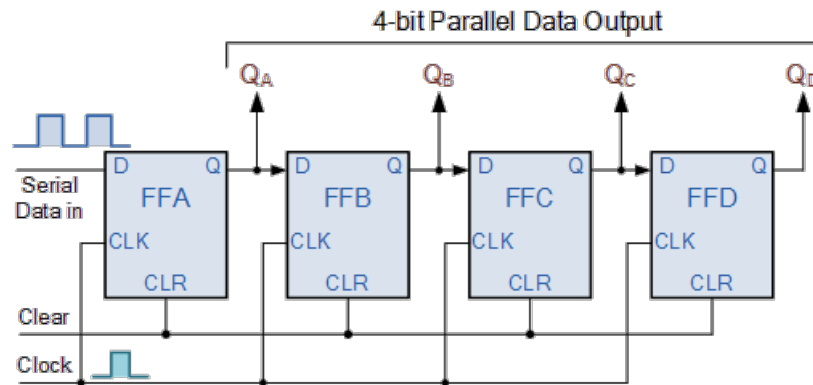 4-bit Parallel Data Output
QA QB QC QD
D Q D Q D Q D Q
Serial
Data in
FFA FFB FFC FFD
CLK CLK CLK CLK
CLR CLR CLR CLR
Clear
Clock